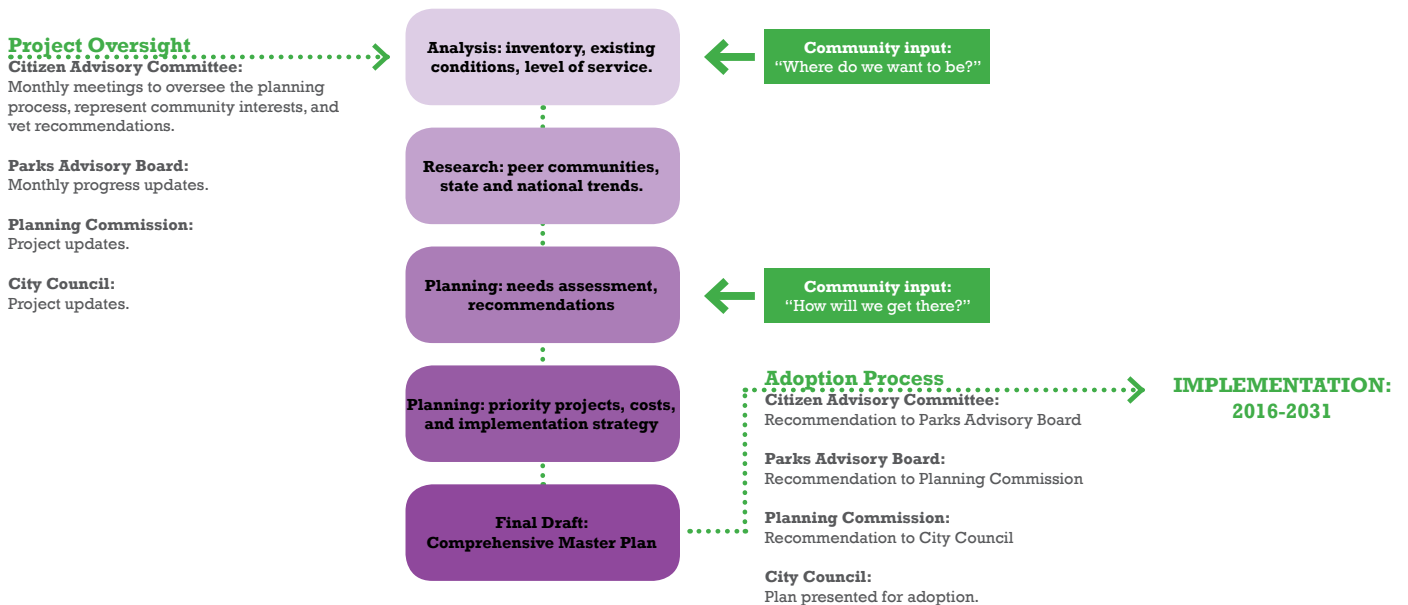 Project Oversight
Citizen Advisory Committee:
Monthly meetings to oversee the planning
process, represent community interests, and
vet recommendations.
Parks Advisory Board:
Monthly progress updates.
Planning Commission:
Project updates.
City Council:
Project updates.
Analysis: inventory, existing
conditions, level of service.
Community input:
“Where do we want to be?”
Research: peer communities,
state and national trends.
Planning: needs assessment,
recommendations
Community input:
“How will we get there?”
Planning: priority projects, costs,
and implementation strategy
Final Draft:
Comprehensive Master Plan
Adoption Process
Citizen Advisory Committee:
Recommendation to Parks Advisory Board
Parks Advisory Board:
Recommendation to Planning Commission
Planning Commission:
Recommendation to City Council
City Council:
Plan presented for adoption.
IMPLEMENTATION:
2016-2031